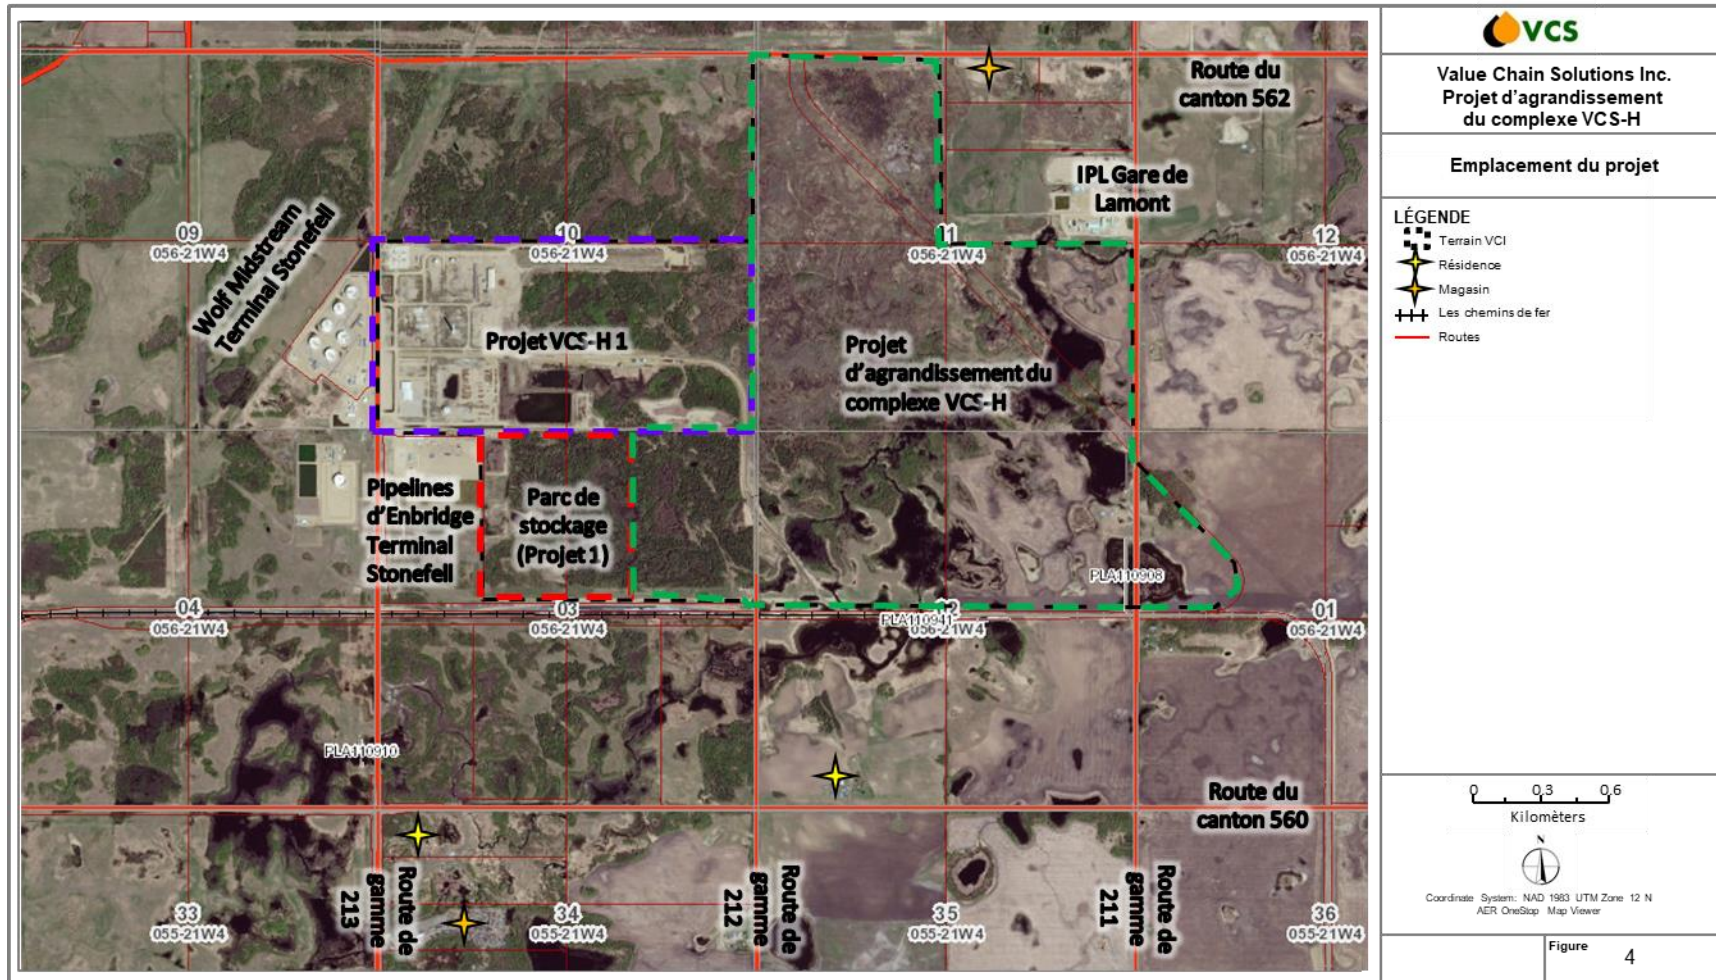 Route du
canton 562
IPL Gare de
Lamont
Wolf Midstream
Terminal Stonefell
09
056-21W4
10
056-21W4
11
056-21W4
12
056-21W4
Projet VCS-H 1
Projet
d'agrandissement du
complexe VCS-H
Pipelines
d'Enbridge
Terminal
Stonefell
Parc de
stockage
(Projet 1)
PLA110908
04
056-21W4
03
056-21W4
PLA110941
056-21W4
01
056-21W4
PLA110910
Route du
canton 560
Route de
gamme
213
Route de
gamme
212
Route de
gamme
211
33
055-21W4
34
055-21W4
35
055-21W4
36
055-21W4
VCS
Value Chain Solutions Inc.
Projet d'agrandissement
du complexe VCS-H
Emplacement du projet
LÉGENDE
Terrain VCI
Résidence
Magasin
Les chemins de fer
Routes
0 0,3 0,6
Kilomèters
N
Coordinate System: NAD 1983 UTM Zone 12 N
AER OneStop Map Viewer
Figure 4